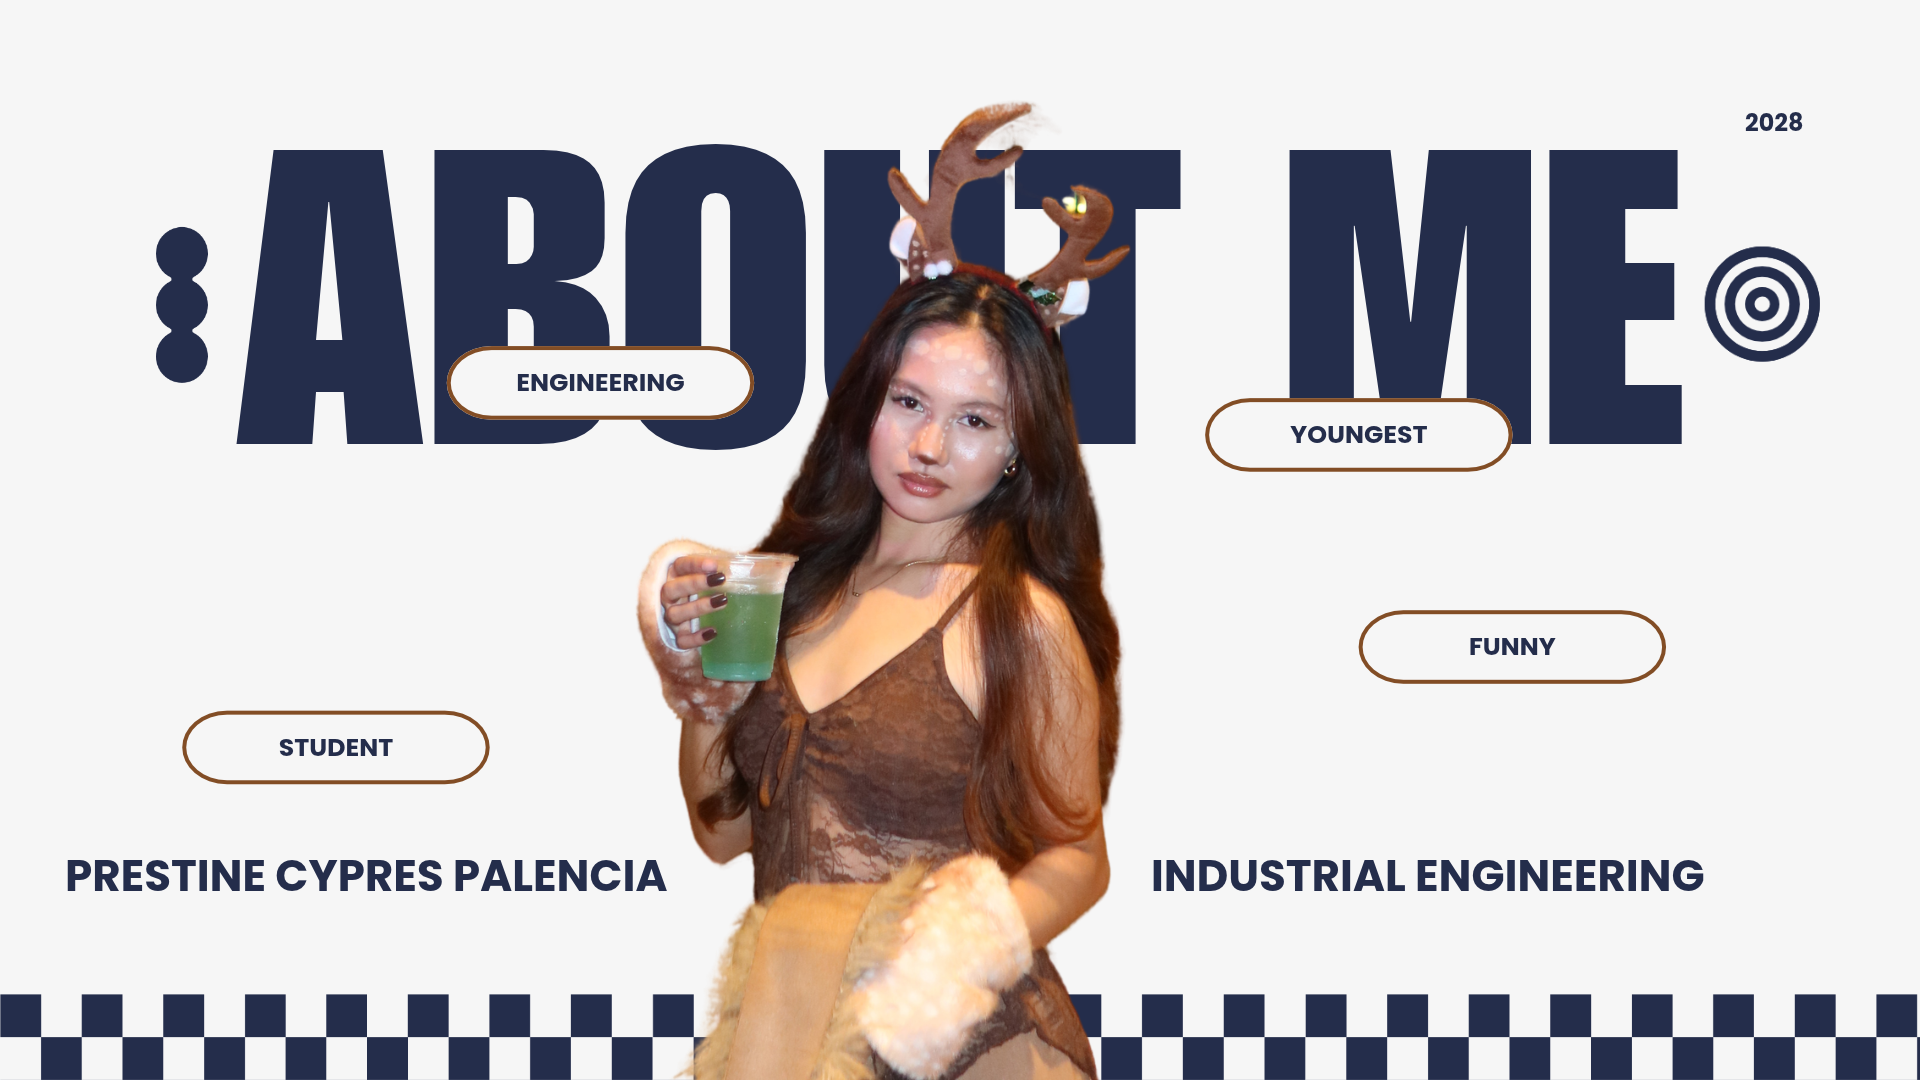 2028
ABOUT ME
ENGINEERING
YOUNGEST
FUNNY
STUDENT
PRESTINE CYPRES PALENCIA
INDUSTRIAL ENGINEERING